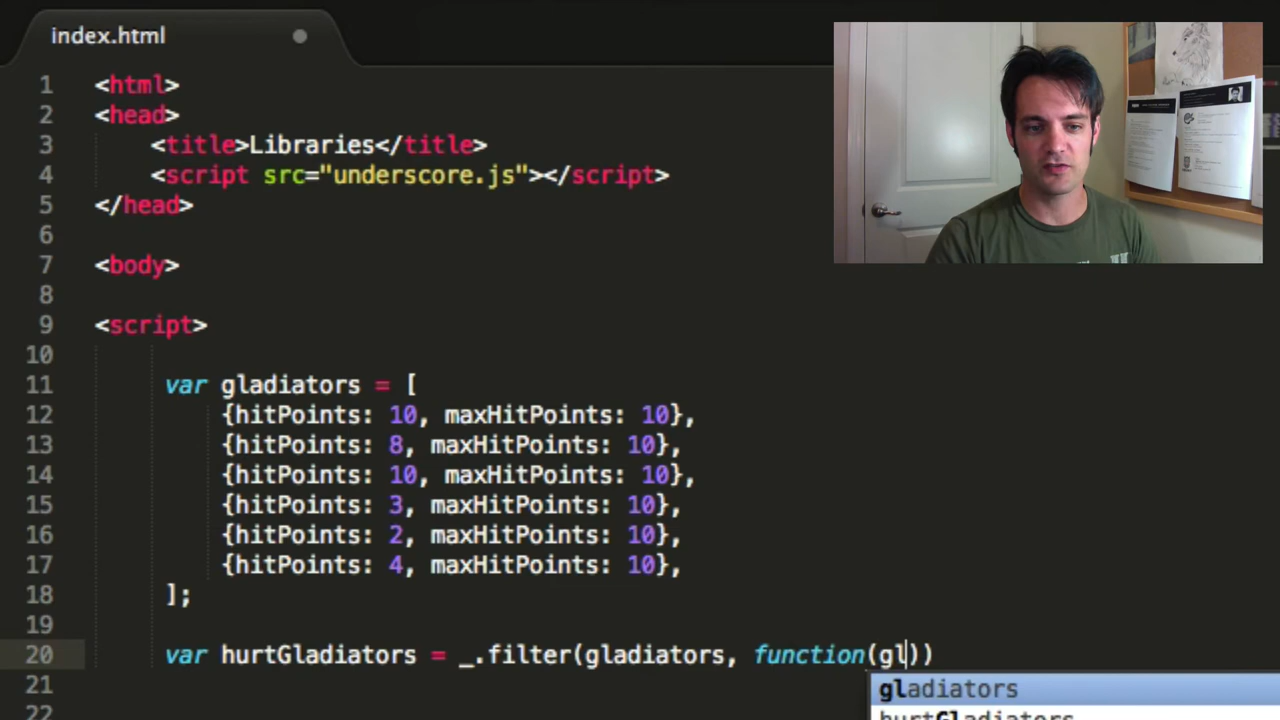 index.html
1 <html>
2 <head>
3 <title>Libraries</title>
4 <script src="underscore.js"></script>
5 </head>
6
7 <body>
8
9 <script>
10
11 var gladiators = [
12 {hitPoints: 10, maxHitPoints: 10},
13 {hitPoints: 8, maxHitPoints: 10},
14 {hitPoints: 10, maxHitPoints: 10},
15 {hitPoints: 3, maxHitPoints: 10},
16 {hitPoints: 2, maxHitPoints: 10},
17 {hitPoints: 4, maxHitPoints: 10},
18 ];
19
20 var hurtGladiators = _.filter(gladiators, function(gl))
21 gladiators
22 hurtGladiators